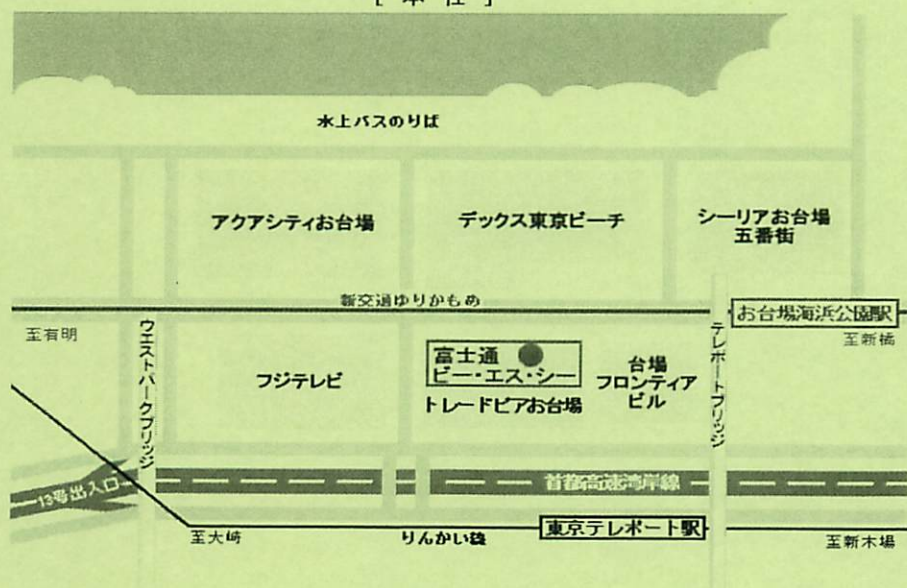 [ 本 社 ]
水上バスのりば
アクアシティお台場
デックス東京ビーチ
シーリアお台場
五番街
新交通ゆりかもめ
お台場海浜公園駅
至有明
至新橋
ウエストパークブリッジ
テレポートブリッジ
フジテレビ
富士通
ビー・エス・シー
トレードピアお台場
台場
フロンティア
ビル
首都高速湾岸線
13号出入口
東京テレポート駅
至大崎
りんかい線
至新木場